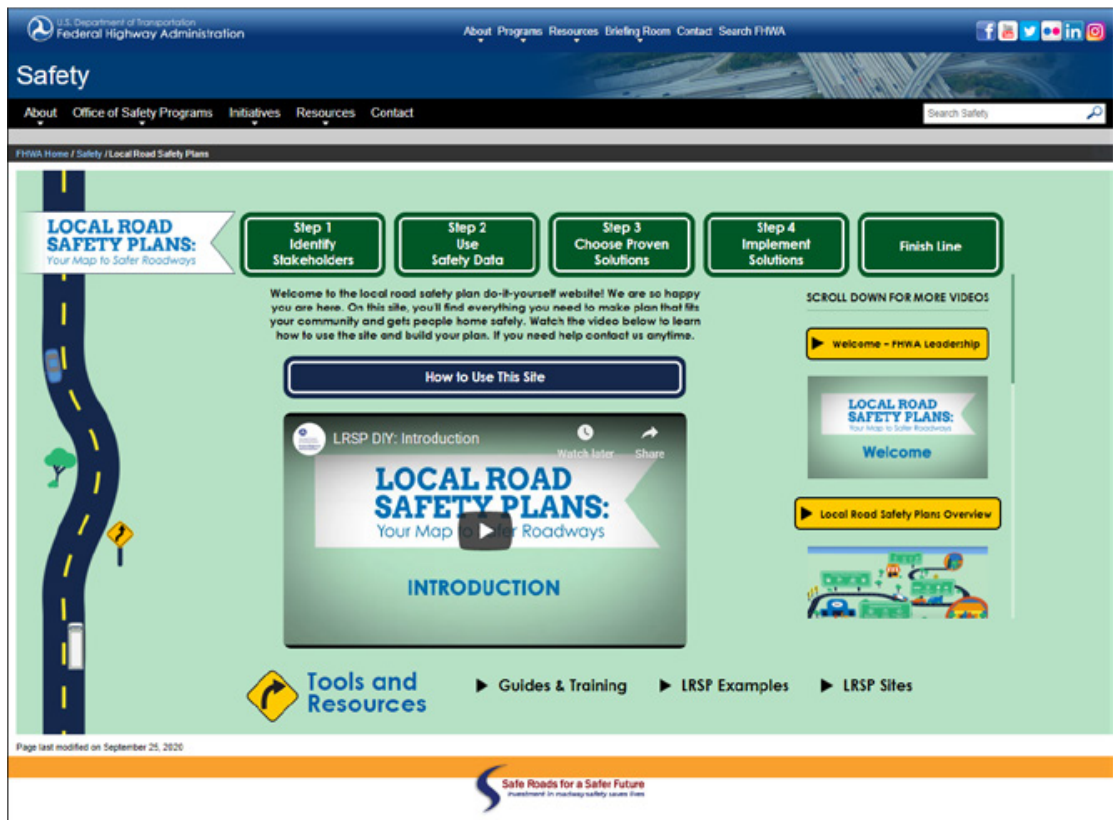 U.S. Department of Transportation
Federal Highway Administration
About Programs Resources Briefing Room Contact Search FHWA
Safety
About Office of Safety Programs Initiatives Resources Contact
Search Safety
FHWA Home / Safety / Local Road Safety Plans
LOCAL ROAD
SAFETY PLANS:
Your Map to Safer Roadways
Step 1
Identify
Stakeholders
Step 2
Use
Safety Data
Step 3
Choose Proven
Solutions
Step 4
Implement
Solutions
Finish Line
Welcome to the local road safety plan do-it-yourself website! We are so happy
you are here. On this site, you'll find everything you need to make plan that fits
your community and gets people home safely. Watch the video below to learn
how to use the site and build your plan. If you need help contact us anytime.
How to Use This Site
LRSP DIY: Introduction
Watch later
Share
LOCAL ROAD
SAFETY PLANS:
Your Map to Safer Roadways
INTRODUCTION
SCROLL DOWN FOR MORE VIDEOS
Welcome - FHWA Leadership
LOCAL ROAD
SAFETY PLANS:
Your Map to Safer Roadways
Welcome
Local Road Safety Plans Overview
Tools and
Resources
Guides & Training
LRSP Examples
LRSP Sites
Page last modified on September 25, 2020
Safe Roads for a Safer Future
Investment in roadway safety saves lives